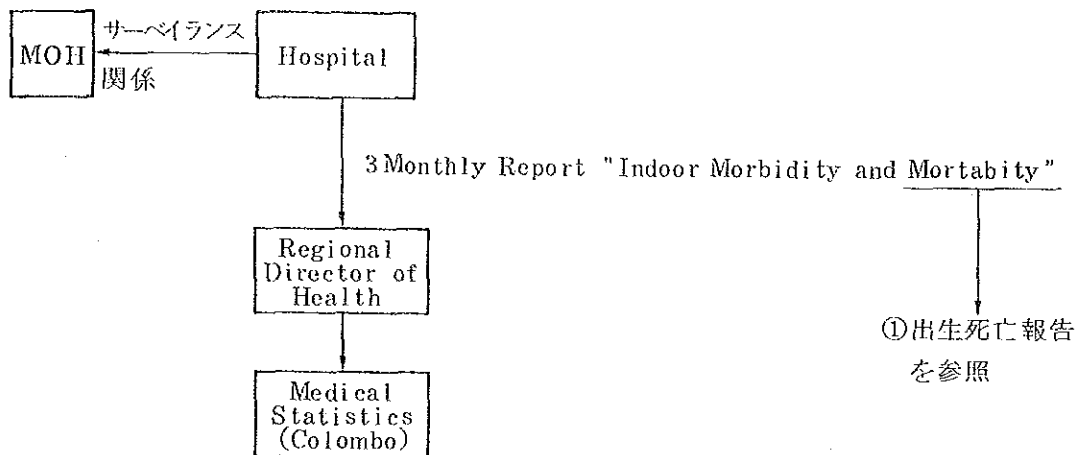 サーベイランス
MOH
関係
Hospital
3 Monthly Report "Indoor Morbidity and Mortabity"
Regional
Director of
Health
①出生死亡報告
を参照
Medical
Statistics
(Colombo)